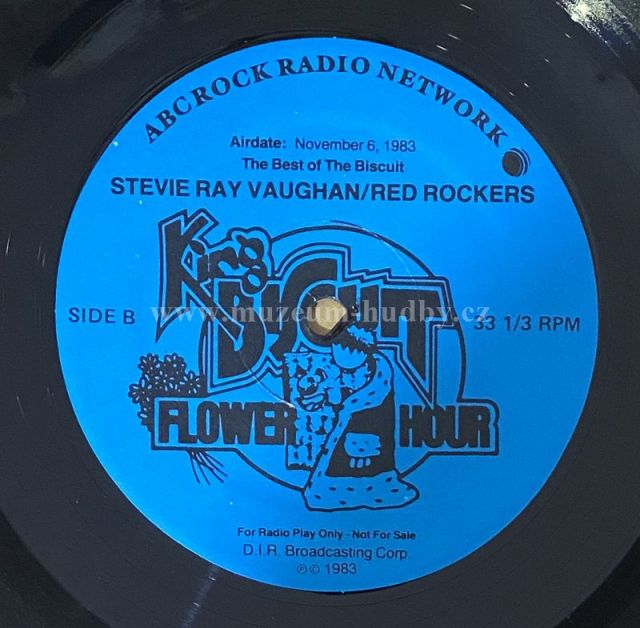 ABC ROCK RADIO NETWORK
Airdate: November 6, 1983
The Best of The Biscuit
STEVIE RAY VAUGHAN/RED ROCKERS
King
BISCUIT
SIDE B
www.muzeum-hudby.cz
33 1/3 RPM
FLOWER HOUR
For Radio Play Only - Not For Sale
D.I.R. Broadcasting Corp.
℗ © 1983